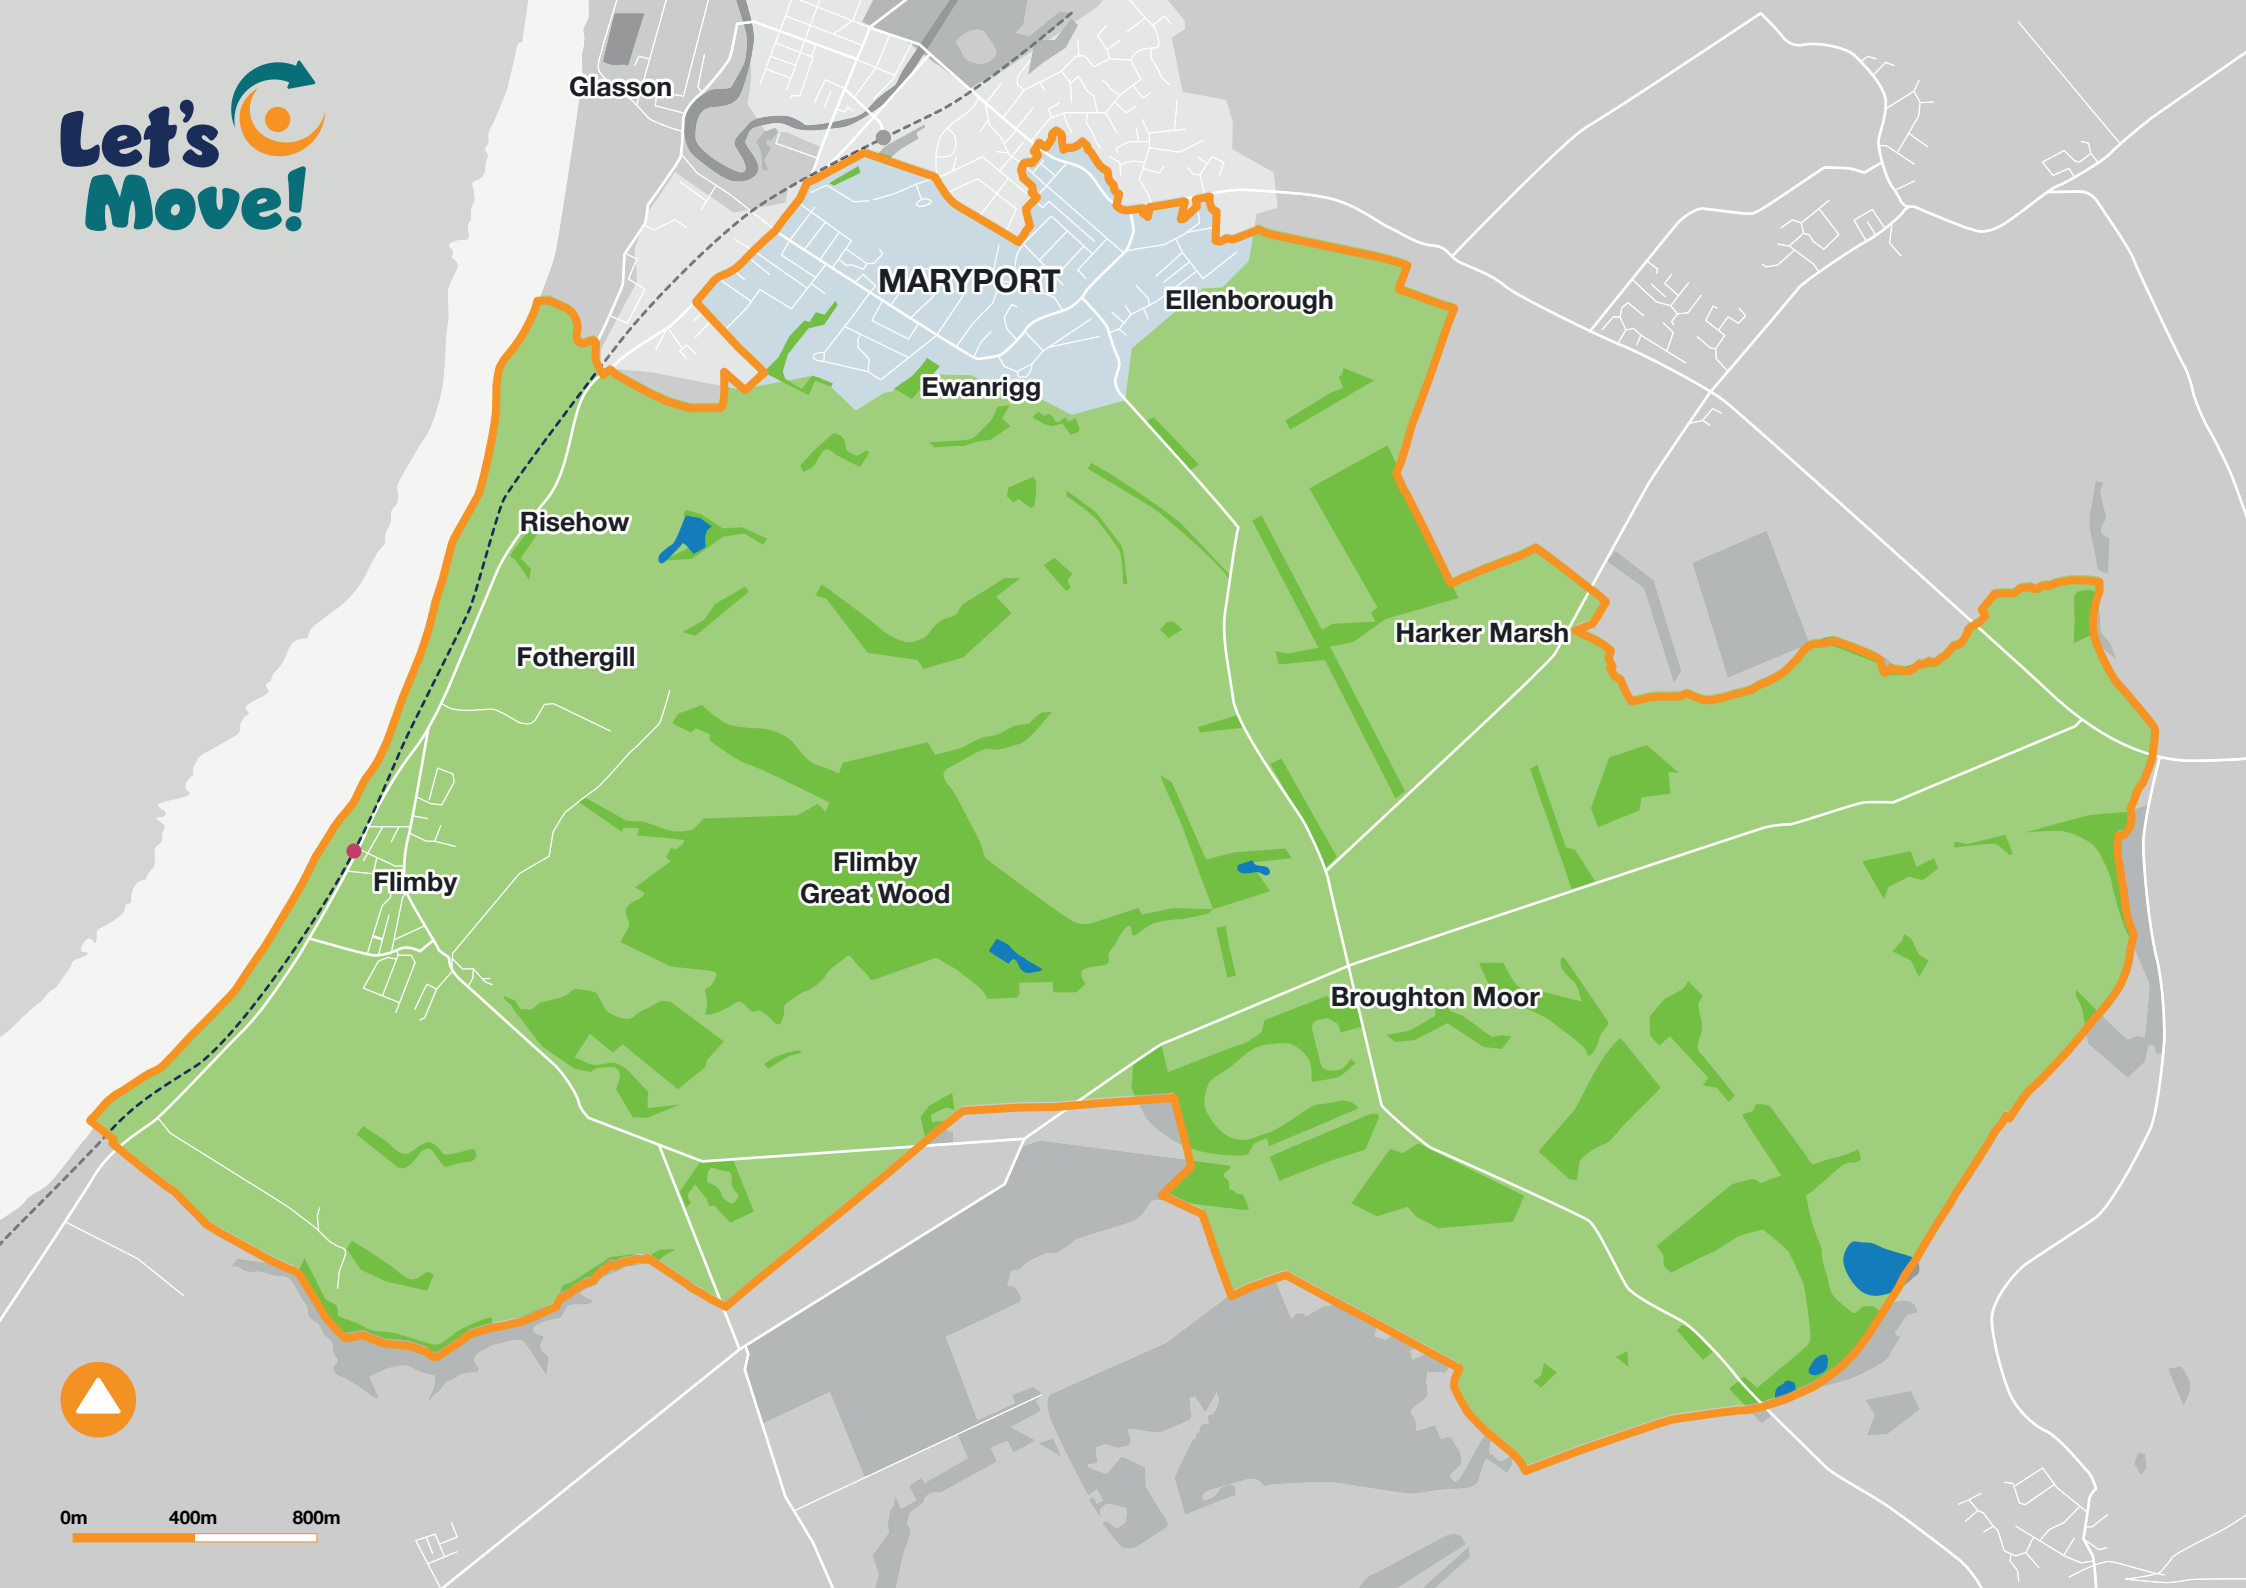 Let's
Move!
Glasson
MARYPORT
Ellenborough
Ewanrigg
Risehow
Harker Marsh
Fothergill
Flimby
Great Wood
Flimby
Broughton Moor
0m 400m 800m